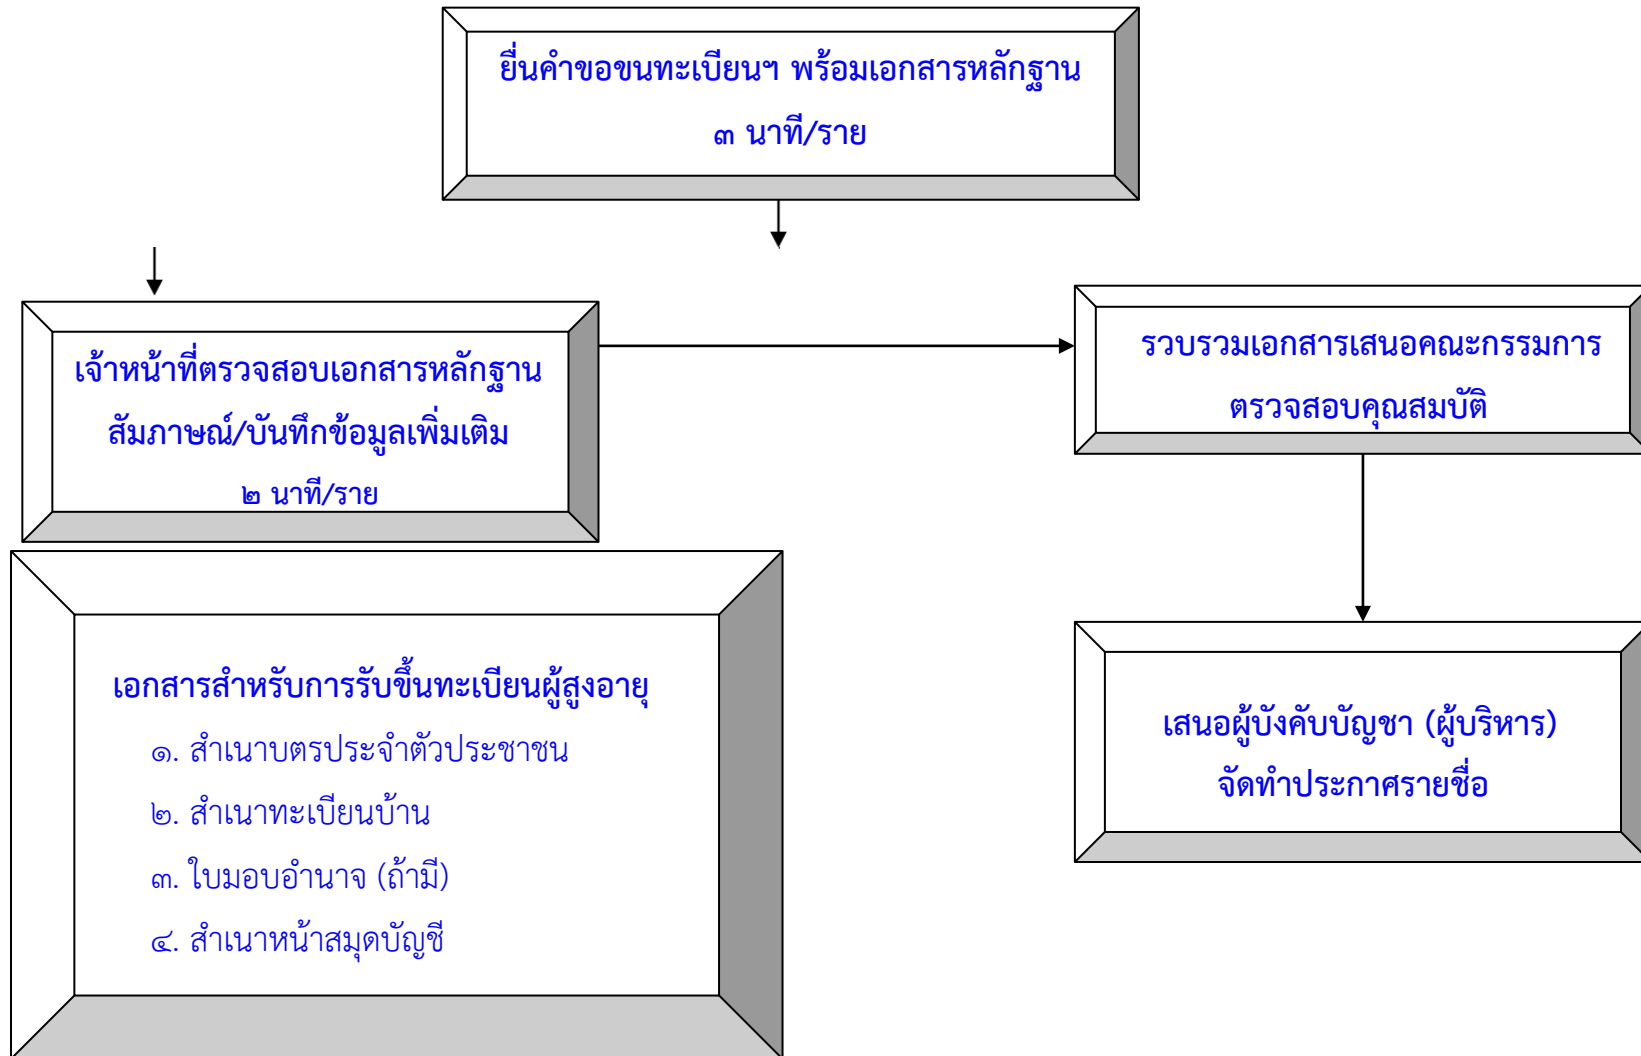 ยื่นคำขอขนทะเบียนฯ พร้อมเอกสารหลักฐาน
๓ นาที/ราย
เจ้าหน้าที่ตรวจสอบเอกสารหลักฐาน
สัมภาษณ์/บันทึกข้อมูลเพิ่มเติม
๒ นาที/ราย
รวบรวมเอกสารเสนอคณะกรรมการ
ตรวจสอบคุณสมบัติ
เอกสารสำหรับการรับขึ้นทะเบียนผู้สูงอายุ
๑. สำเนาบตรประจำตัวประชาชน
๒. สำเนาทะเบียนบ้าน
๓. ใบมอบอำนาจ (ถ้ามี)
๔. สำเนาหน้าสมุดบัญชี
เสนอผู้บังคับบัญชา (ผู้บริหาร)
จัดทำประกาศรายชื่อ